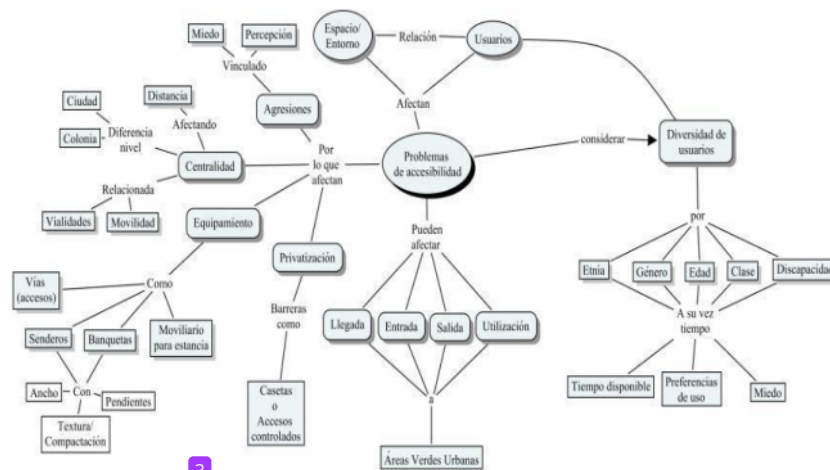 Miedo
Percepción
Vinculado
Agresiones
Espacio/
Entorno
Relación
Usuarios
Afectan
Ciudad
Distancia
Colonia
Diferencia
nivel
Afectando
Centralidad
Por
lo que
afectan
Problemas
de accesibilidad
considerar
Diversidad de
usuarios
Relacionada
Vialidades
Movilidad
Equipamiento
Privatización
Pueden
afectar
por
Etnia
Género
Edad
Clase
Discapacidad
Vías
(accesos)
Como
Barreras
como
Senderos
Banquetas
Moviliario
para estancia
Llegada
Entrada
Salida
Utilización
A su vez
tiempo
Ancho
Con
Pendientes
Textura/
Compactación
Casetas
o
Accesos
controlados
a
Áreas Verdes Urbanas
Tiempo disponible
Preferencias
de uso
Miedo